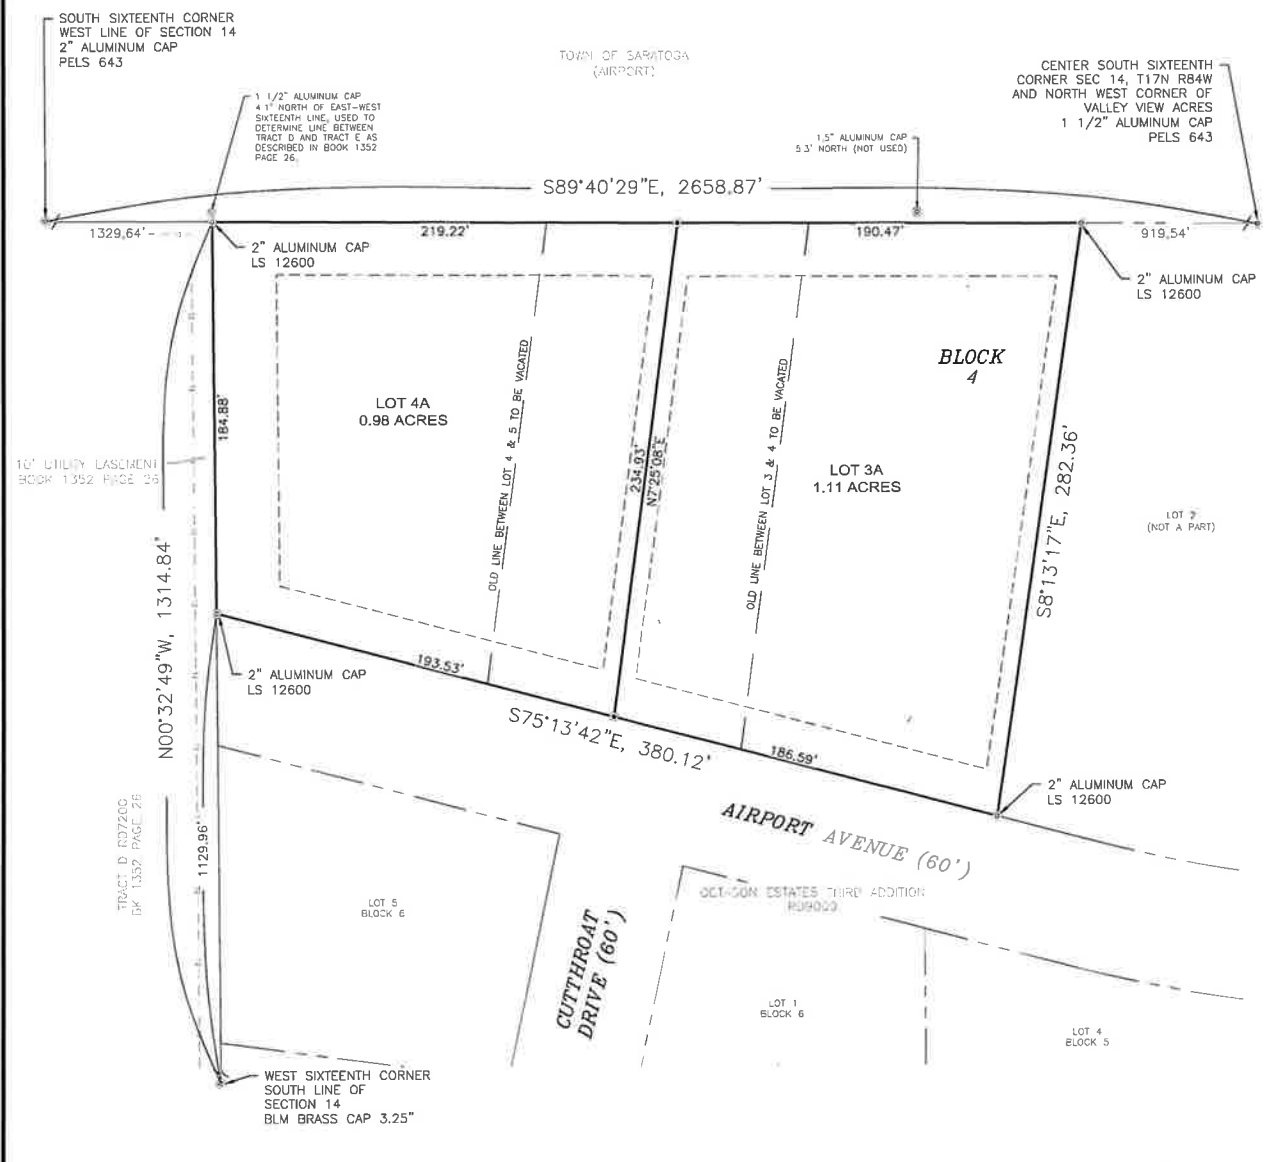 SOUTH SIXTEENTH CORNER
WEST LINE OF SECTION 14
2" ALUMINUM CAP
PELS 643
TOWN OF SARATOGA
(AIRPORT)
CENTER SOUTH SIXTEENTH
CORNER SEC 14, T17N R84W
AND NORTH WEST CORNER OF
VALLEY VIEW ACRES
1 1/2" ALUMINUM CAP
PELS 643
1 1/2" ALUMINUM CAP
4.1' NORTH OF EAST-WEST
SIXTEENTH LINE, USED TO
DETERMINE LINE BETWEEN
TRACT D AND TRACT E AS
DESCRIBED IN BOOK 1352
PAGE 26.
1.5" ALUMINUM CAP
5.3' NORTH (NOT USED)
S89°40'29"E, 2658.87'
1329.64'
219.22'
190.47'
919.54'
2" ALUMINUM CAP
LS 12600
2" ALUMINUM CAP
LS 12600
BLOCK
4
LOT 4A
0.98 ACRES
184.88'
OLD LINE BETWEEN LOT 4 & 5 TO BE VACATED
234.93'
N7°25'08"E
OLD LINE BETWEEN LOT 3 & 4 TO BE VACATED
LOT 3A
1.11 ACRES
S8°13'17"E, 282.36'
10' UTILITY EASEMENT
BOOK 1352 PAGE 26
LOT 2
(NOT A PART)
N00°32'49"W, 1314.84'
2" ALUMINUM CAP
LS 12600
193.53'
S75°13'42"E, 380.12'
186.59'
2" ALUMINUM CAP
LS 12600
AIRPORT AVENUE (60')
TRACT D RD7200
BK 1352 PAGE 26
1129.96'
LOT 5
BLOCK 6
OCTAGON ESTATES THIRD ADDITION
RD9000
CUTTHROAT
DRIVE (60')
LOT 1
BLOCK 6
LOT 4
BLOCK 5
WEST SIXTEENTH CORNER
SOUTH LINE OF
SECTION 14
BLM BRASS CAP 3.25"